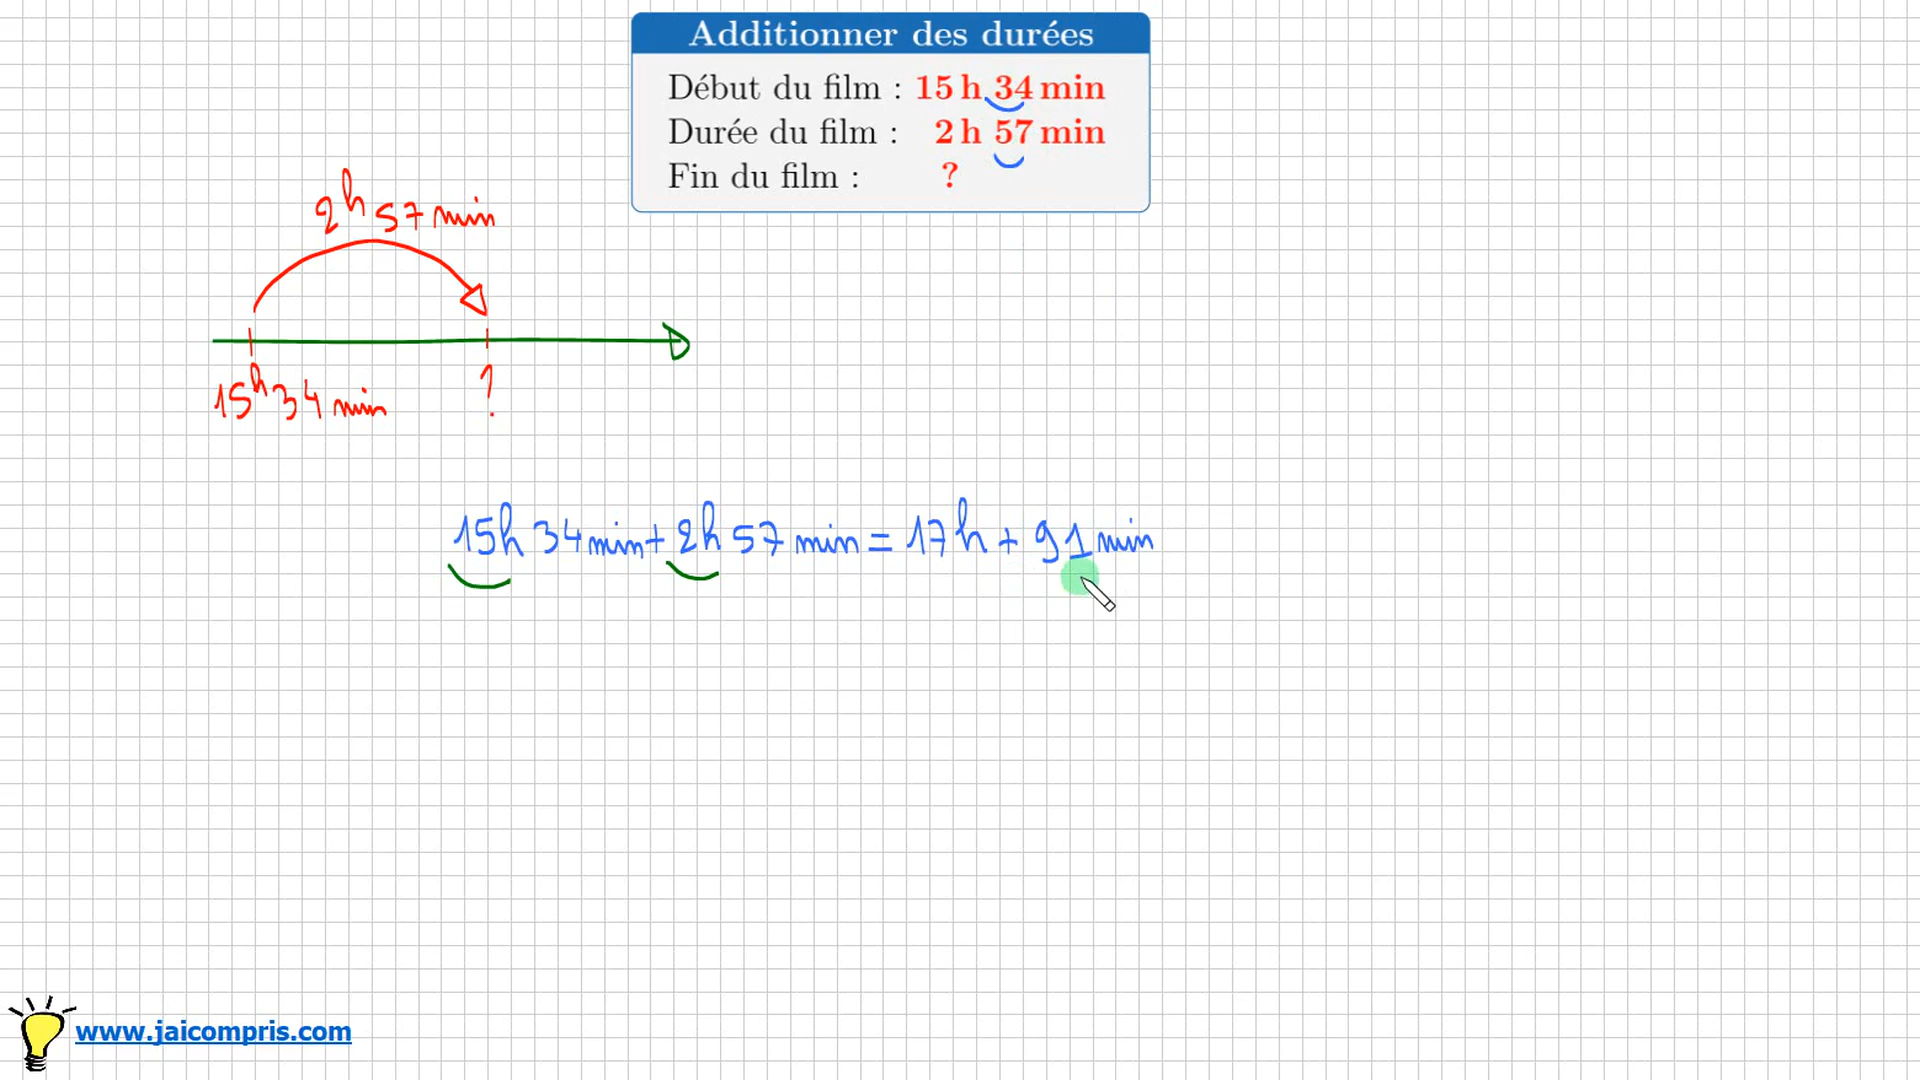 Additionner des durées
Début du film : 15 h 34 min
Durée du film : 2 h 57 min
Fin du film : ?
2h 57 min
15h 34 min ?
15h 34 min + 2h 57 min = 17h + 91 min
www.jaicompris.com